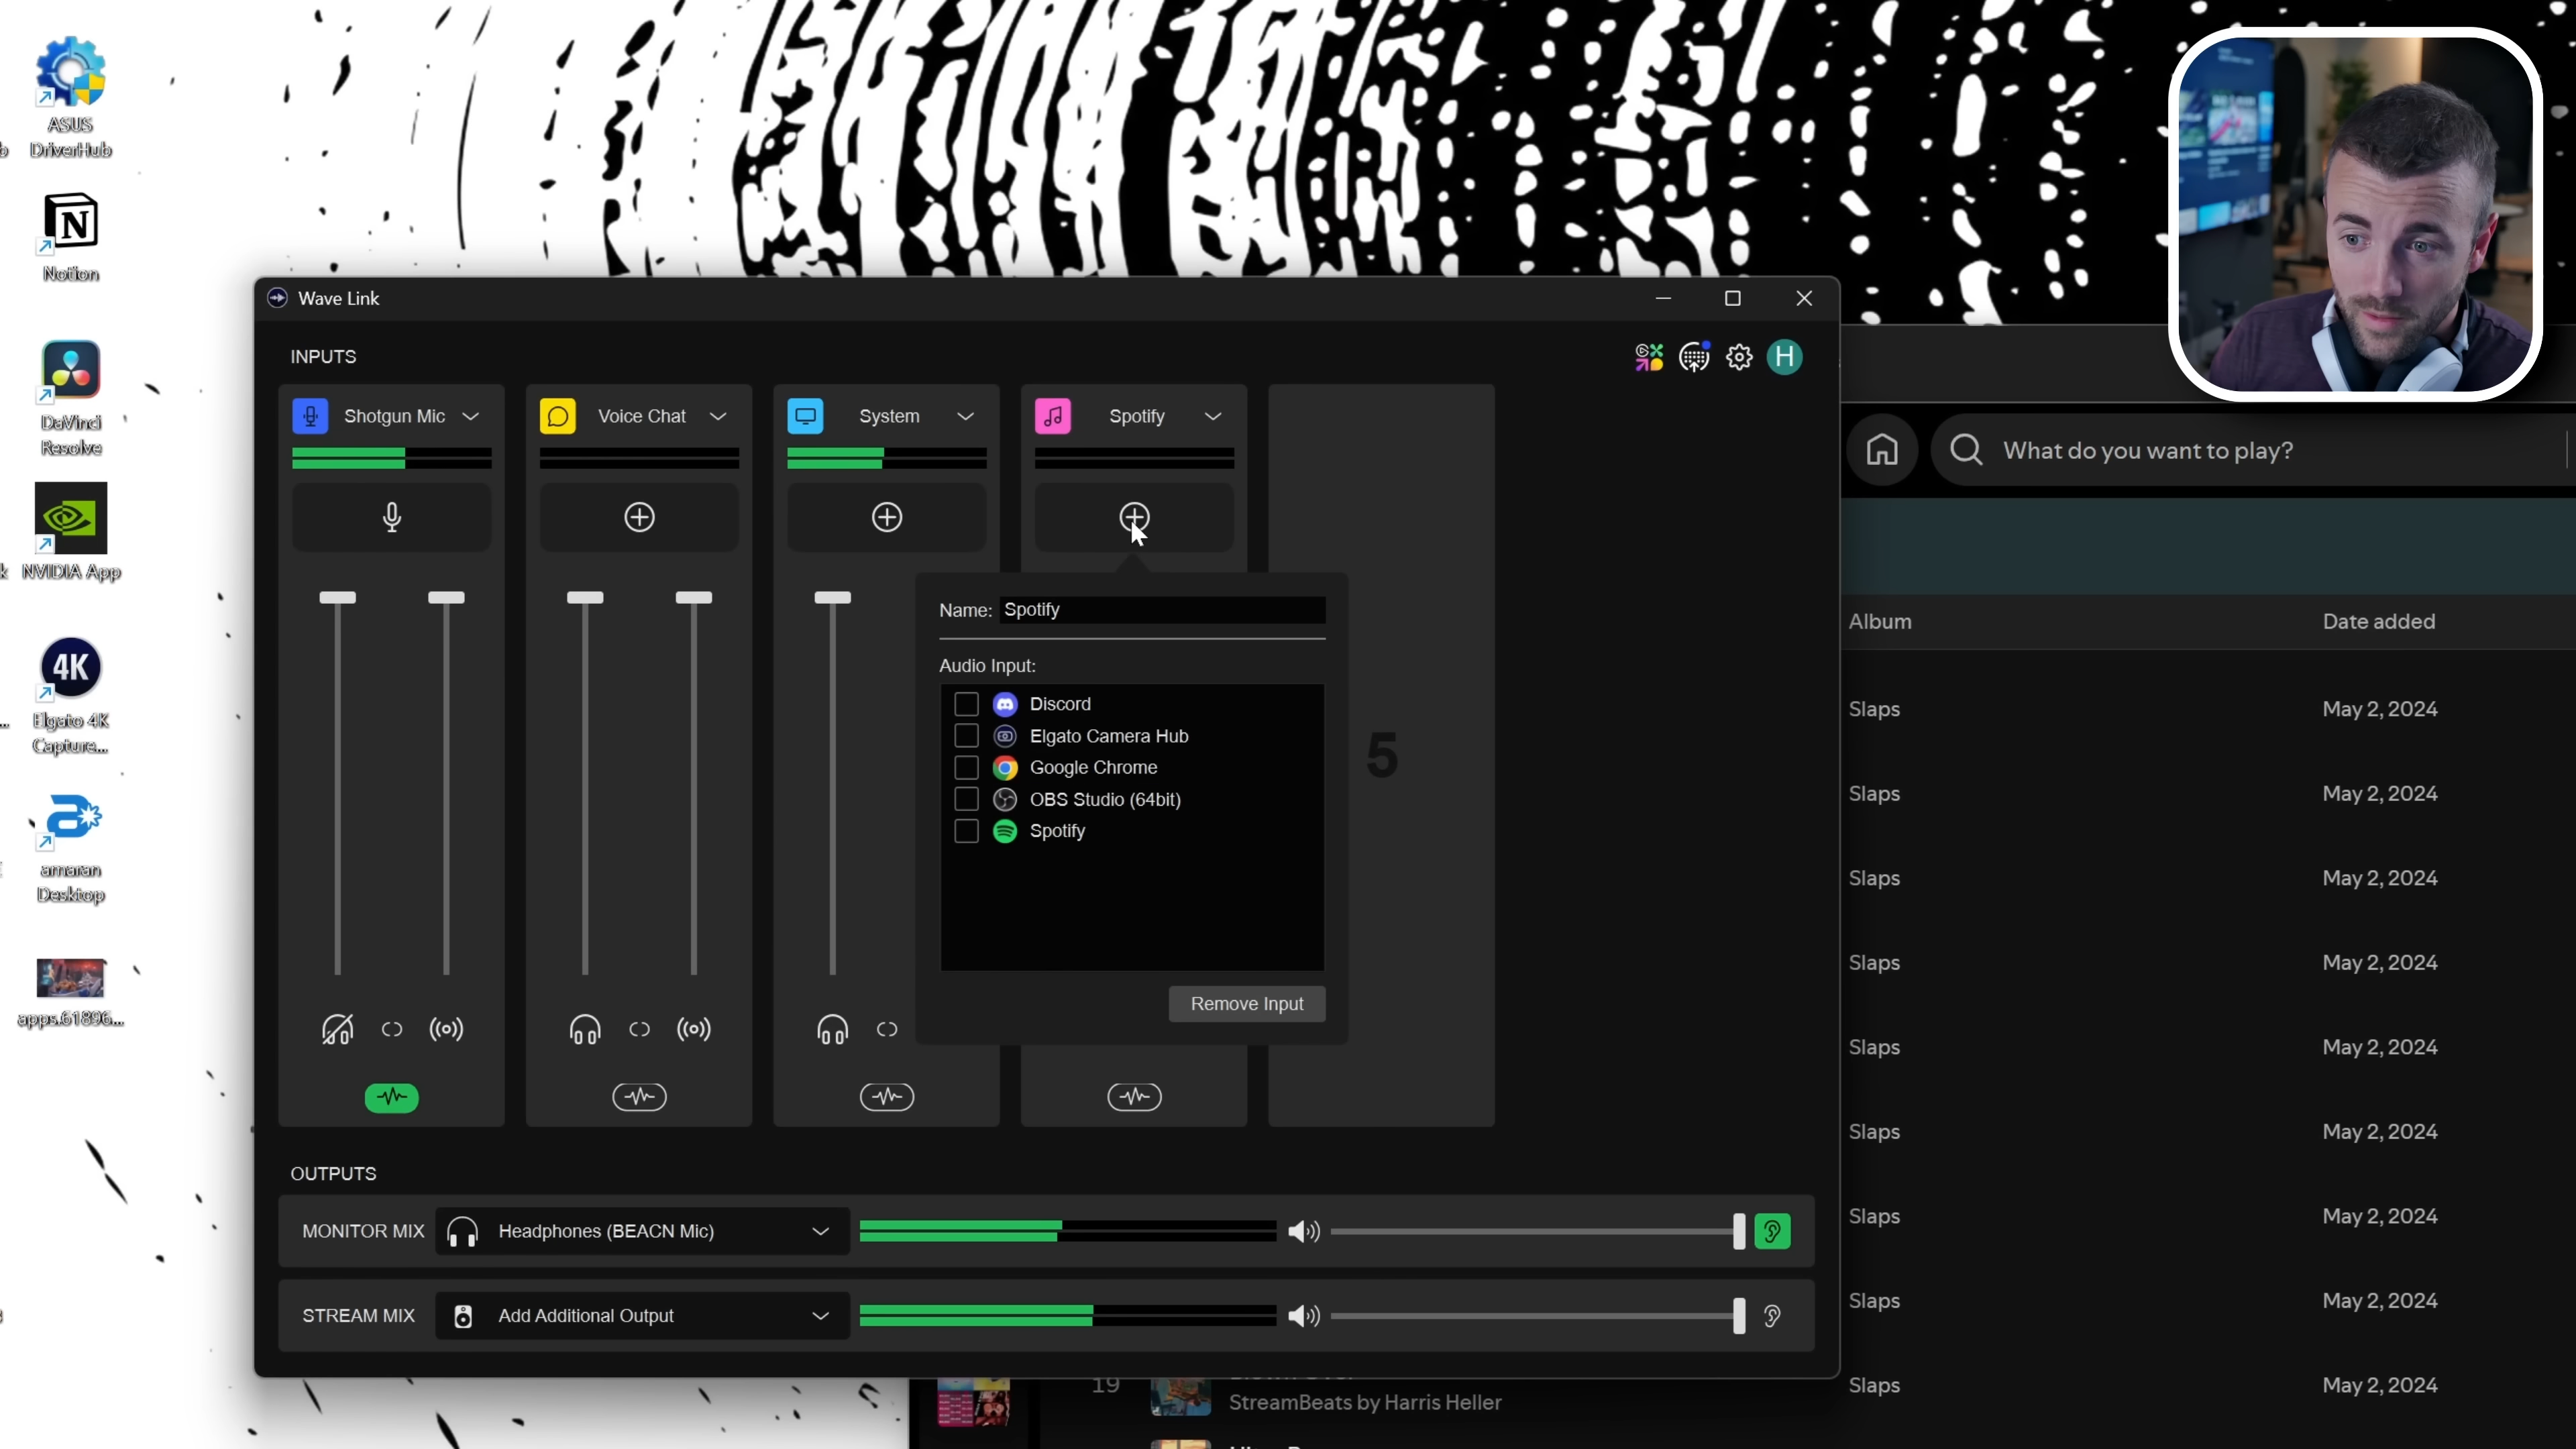 ASUS
DriverHub
Notion
DaVinci
Resolve
NVIDIA App
4K
Elgato 4K
Capture...
amaran
Desktop
apps.61896...
Wave Link
INPUTS
H
Shotgun Mic
Voice Chat
System
Spotify
Name: Spotify
Audio Input:
Discord
Elgato Camera Hub
Google Chrome
OBS Studio (64bit)
Spotify
Remove Input
5
OUTPUTS
MONITOR MIX
Headphones (BEACN Mic)
STREAM MIX
Add Additional Output
What do you want to play?
Album
Date added
Slaps
May 2, 2024
Slaps
May 2, 2024
Slaps
May 2, 2024
Slaps
May 2, 2024
Slaps
May 2, 2024
Slaps
May 2, 2024
Slaps
May 2, 2024
Slaps
May 2, 2024
Slaps
May 2, 2024
19
StreamBeats by Harris Heller